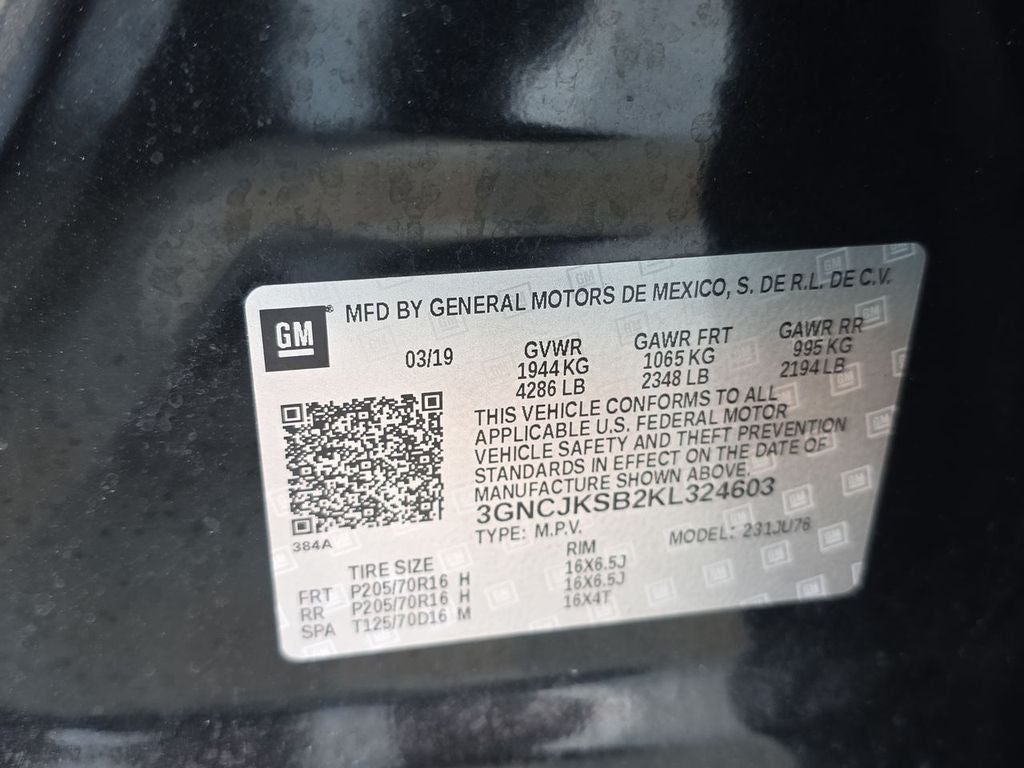 GM
MFD BY GENERAL MOTORS DE MEXICO, S. DE R.L. DE C.V.
03/19
GVWR
1944 KG
4286 LB
GAWR FRT
1065 KG
2348 LB
GAWR RR
995 KG
2194 LB
THIS VEHICLE CONFORMS TO ALL
APPLICABLE U.S. FEDERAL MOTOR
VEHICLE SAFETY AND THEFT PREVENTION
STANDARDS IN EFFECT ON THE DATE OF
MANUFACTURE SHOWN ABOVE.
3GNCJKSB2KL324603
TYPE: M.P.V.
MODEL: 231JU76
384A
TIRE SIZE RIM
FRT P205/70R16 H 16X6.5J
RR P205/70R16 H 16X6.5J
SPA T125/70D16 M 16X4T